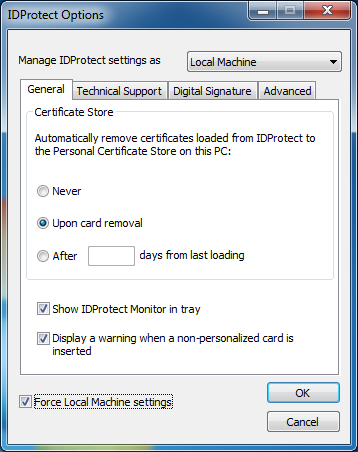 IDProtect Options
Manage IDProtect settings as Local Machine
General Technical Support Digital Signature Advanced
Certificate Store
Automatically remove certificates loaded from IDProtect to
the Personal Certificate Store on this PC:
Never
Upon card removal
After days from last loading
Show IDProtect Monitor in tray
Display a warning when a non-personalized card is
inserted
Force Local Machine settings
OK
Cancel